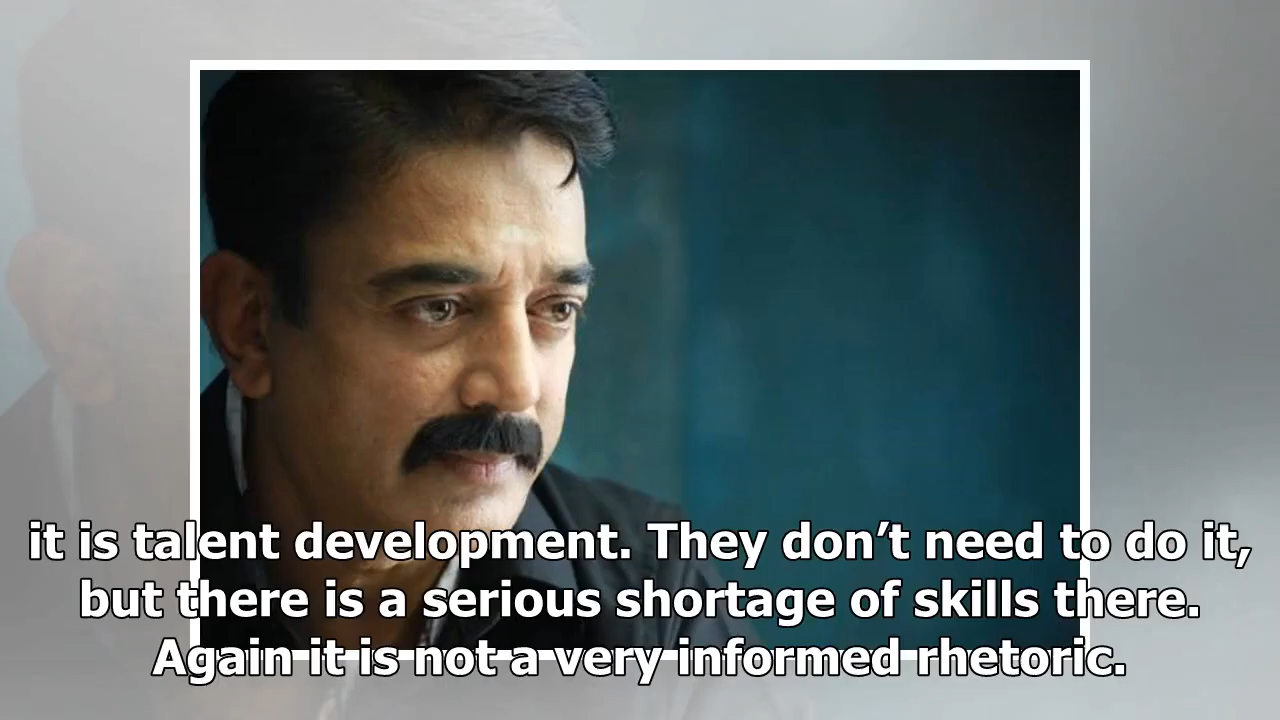 it is talent development. They don’t need to do it,
but there is a serious shortage of skills there.
Again it is not a very informed rhetoric.